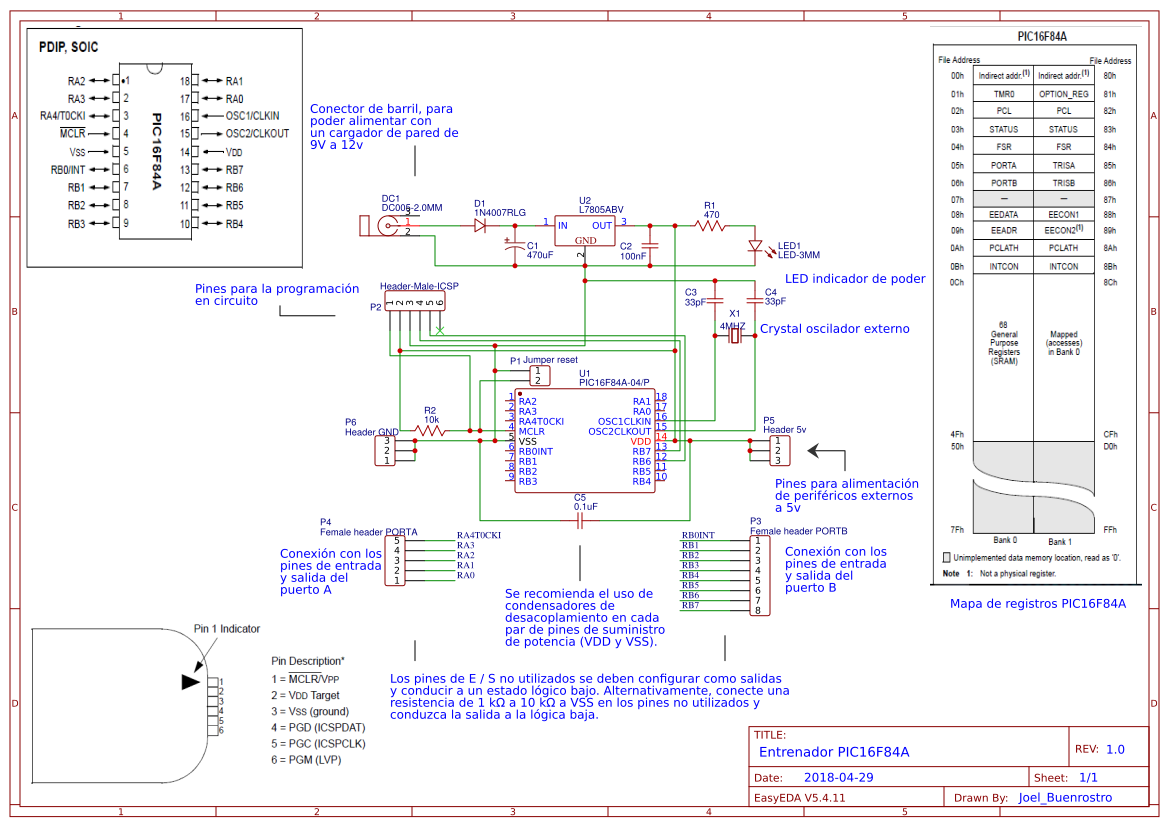 1 2 3 4 5
A
B
C
D
A
B
C
D
1 2 3 4 5
PDIP, SOIC
RA2 1 18 RA1
RA3 2 17 RA0
RA4/T0CKI 3 16 OSC1/CLKIN
MCLR 4 15 OSC2/CLKOUT
VSS 5 14 VDD
RB0/INT 6 13 RB7
RB1 7 12 RB6
RB2 8 11 RB5
RB3 9 10 RB4
PIC16F84A
Conector de barril, para
poder alimentar con
un cargador de pared de
9V a 12v
DC1
DC005-2.0MM
3
1
2
D1
1N4007RLG
C1
470uF
U2
L7805ABV
1 IN OUT 3
GND
2
C2
100nF
R1
470
LED1
LED-3MM
LED indicador de poder
Pines para la programación
en circuito
Header-Male-ICSP
P2
1 2 3 4 5 6
C3
33pF
C4
33pF
X1
4MHZ
Crystal oscilador externo
P1 Jumper reset
1
2
U1
PIC16F84A-04/P
1 RA2 RA1 18
2 RA3 RA0 17
3 RA4T0CKI OSC1CLKIN 16
4 MCLR OSC2CLKOUT 15
5 VSS VDD 14
6 RB0INT RB7 13
7 RB1 RB6 12
8 RB2 RB5 11
9 RB3 RB4 10
R2
10k
P6
Header GND
3
2
1
P5
Header 5v
1
2
3
Pines para alimentación
de periféricos externos
a 5v
C5
0.1uF
P4
Female header PORTA
5 RA4T0CKI
4 RA3
3 RA2
2 RA1
1 RA0
Conexión con los
pines de entrada
y salida del
puerto A
P3
Female header PORTB
RB0INT 1
RB1 2
RB2 3
RB3 4
RB4 5
RB5 6
RB6 7
RB7 8
Conexión con los
pines de entrada
y salida del
puerto B
Se recomienda el uso de
condensadores de
desacoplamiento en cada
par de pines de suministro
de potencia (VDD y VSS).
Los pines de E / S no utilizados se deben configurar como salidas
y conducir a un estado lógico bajo. Alternativamente, conecte una
resistencia de 1 kΩ a 10 kΩ a VSS en los pines no utilizados y
conduzca la salida a la lógica baja.
PIC16F84A
File Address File Address
00h Indirect addr.(1) Indirect addr.(1) 80h
01h TMR0 OPTION_REG 81h
02h PCL PCL 82h
03h STATUS STATUS 83h
04h FSR FSR 84h
05h PORTA TRISA 85h
06h PORTB TRISB 86h
07h — — 87h
08h EEDATA EECON1 88h
09h EEADR EECON2(1) 89h
0Ah PCLATH PCLATH 8Ah
0Bh INTCON INTCON 8Bh
0Ch 8Ch
68
General
Purpose
Registers
(SRAM)
Mapped
(accesses)
in Bank 0
4Fh CFh
50h D0h
7Fh FFh
Bank 0 Bank 1
Unimplemented data memory location, read as '0'.
Note 1: Not a physical register.
Mapa de registros PIC16F84A
Pin 1 Indicator
1
2
3
4
5
6
Pin Description*
1 = MCLR/VPP
2 = VDD Target
3 = VSS (ground)
4 = PGD (ICSPDAT)
5 = PGC (ICSPCLK)
6 = PGM (LVP)
TITLE:
Entrenador PIC16F84A
REV: 1.0
Date: 2018-04-29
Sheet: 1/1
EasyEDA V5.4.11
Drawn By: Joel_Buenrostro